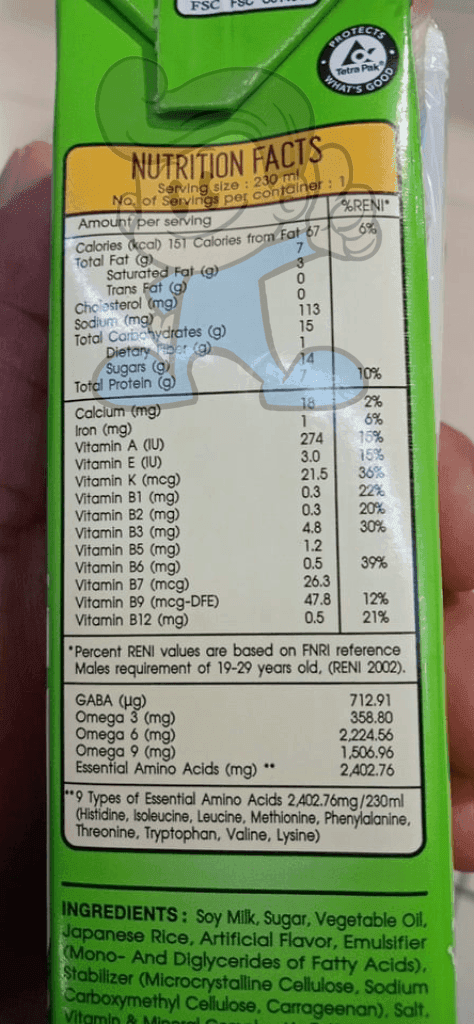 FSC FSC
PROTECTS
Tetra Pak®
WHAT'S GOOD
NUTRITION FACTS
Serving size : 230 ml
No. of Servings per container : 1
Amount per serving %RENI*
Calories (kcal) 151 Calories from Fat 67 6%
Total Fat (g) 7
Saturated Fat (g) 3
Trans Fat (g) 0
Cholesterol (mg) 0
Sodium (mg) 113
Total Carbohydrates (g) 15
Dietary Fiber (g) 1
Sugars (g) 14
Total Protein (g) 7 10%
Calcium (mg) 18 2%
Iron (mg) 1 6%
Vitamin A (IU) 274 15%
Vitamin E (IU) 3.0 15%
Vitamin K (mcg) 21.5 36%
Vitamin B1 (mg) 0.3 22%
Vitamin B2 (mg) 0.3 20%
Vitamin B3 (mg) 4.8 30%
Vitamin B5 (mg) 1.2
Vitamin B6 (mg) 0.5 39%
Vitamin B7 (mcg) 26.3
Vitamin B9 (mcg-DFE) 47.8 12%
Vitamin B12 (mg) 0.5 21%
*Percent RENI values are based on FNRI reference
Males requirement of 19-29 years old, (RENI 2002).
GABA (µg) 712.91
Omega 3 (mg) 358.80
Omega 6 (mg) 2,224.56
Omega 9 (mg) 1,506.96
Essential Amino Acids (mg) ** 2,402.76
**9 Types of Essential Amino Acids 2,402.76mg/230ml
(Histidine, Isoleucine, Leucine, Methionine, Phenylalanine,
Threonine, Tryptophan, Valine, Lysine)
INGREDIENTS : Soy Milk, Sugar, Vegetable Oil,
Japanese Rice, Artificial Flavor, Emulsifier
(Mono- And Diglycerides of Fatty Acids),
Stabilizer (Microcrystalline Cellulose, Sodium
Carboxymethyl Cellulose, Carrageenan), Salt,
Vitamin & Mineral